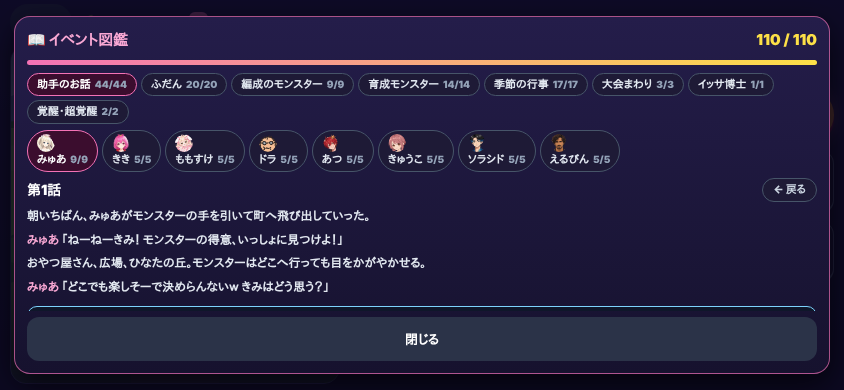 📖 イベント図鑑
110 / 110
助手のお話 44/44 ふだん 20/20 編成のモンスター 9/9 育成モンスター 14/14 季節の行事 17/17 大会まわり 3/3 イッサ博士 1/1
覚醒・超覚醒 2/2
みゅあ 9/9 きき 5/5 ももすけ 5/5 ドラ 5/5 あつ 5/5 きゅうこ 5/5 ソラシド 5/5 えるびん 5/5
第1話
← 戻る
朝いちばん、みゅあがモンスターの手を引いて町へ飛び出していった。
みゅあ「ねーねーきみ! モンスターの得意、いっしょに見つけよ!」
おやつ屋さん、広場、ひなたの丘。モンスターはどこへ行っても目をかがやかせる。
みゅあ「どこでも楽しそーで決めらんないw きみはどう思う?」
閉じる